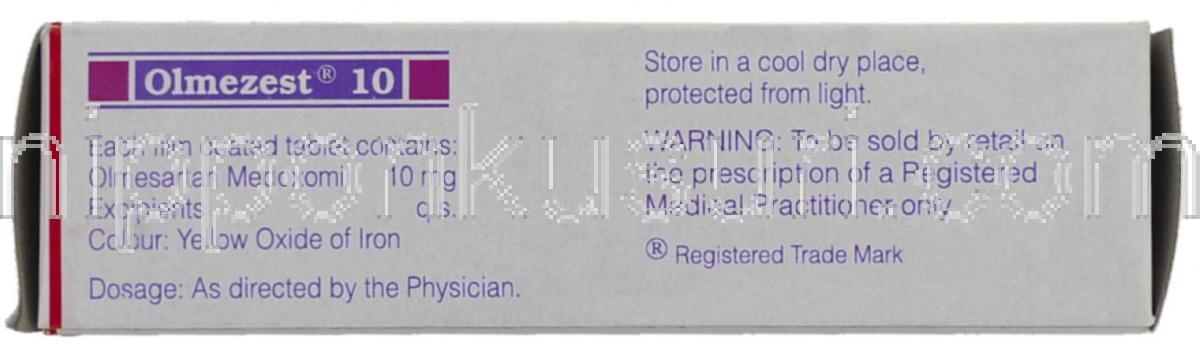 Olmezest® 10
Each film coated tablet contains:
Olmesartan Medoxomil 10 mg
Excipients q.s.
Colour: Yellow Oxide of Iron
Dosage: As directed by the Physician.
Store in a cool dry place,
protected from light.
WARNING: To be sold by retail on
the prescription of a Registered
Medical Practitioner only
® Registered Trade Mark
nipponkusuri.com